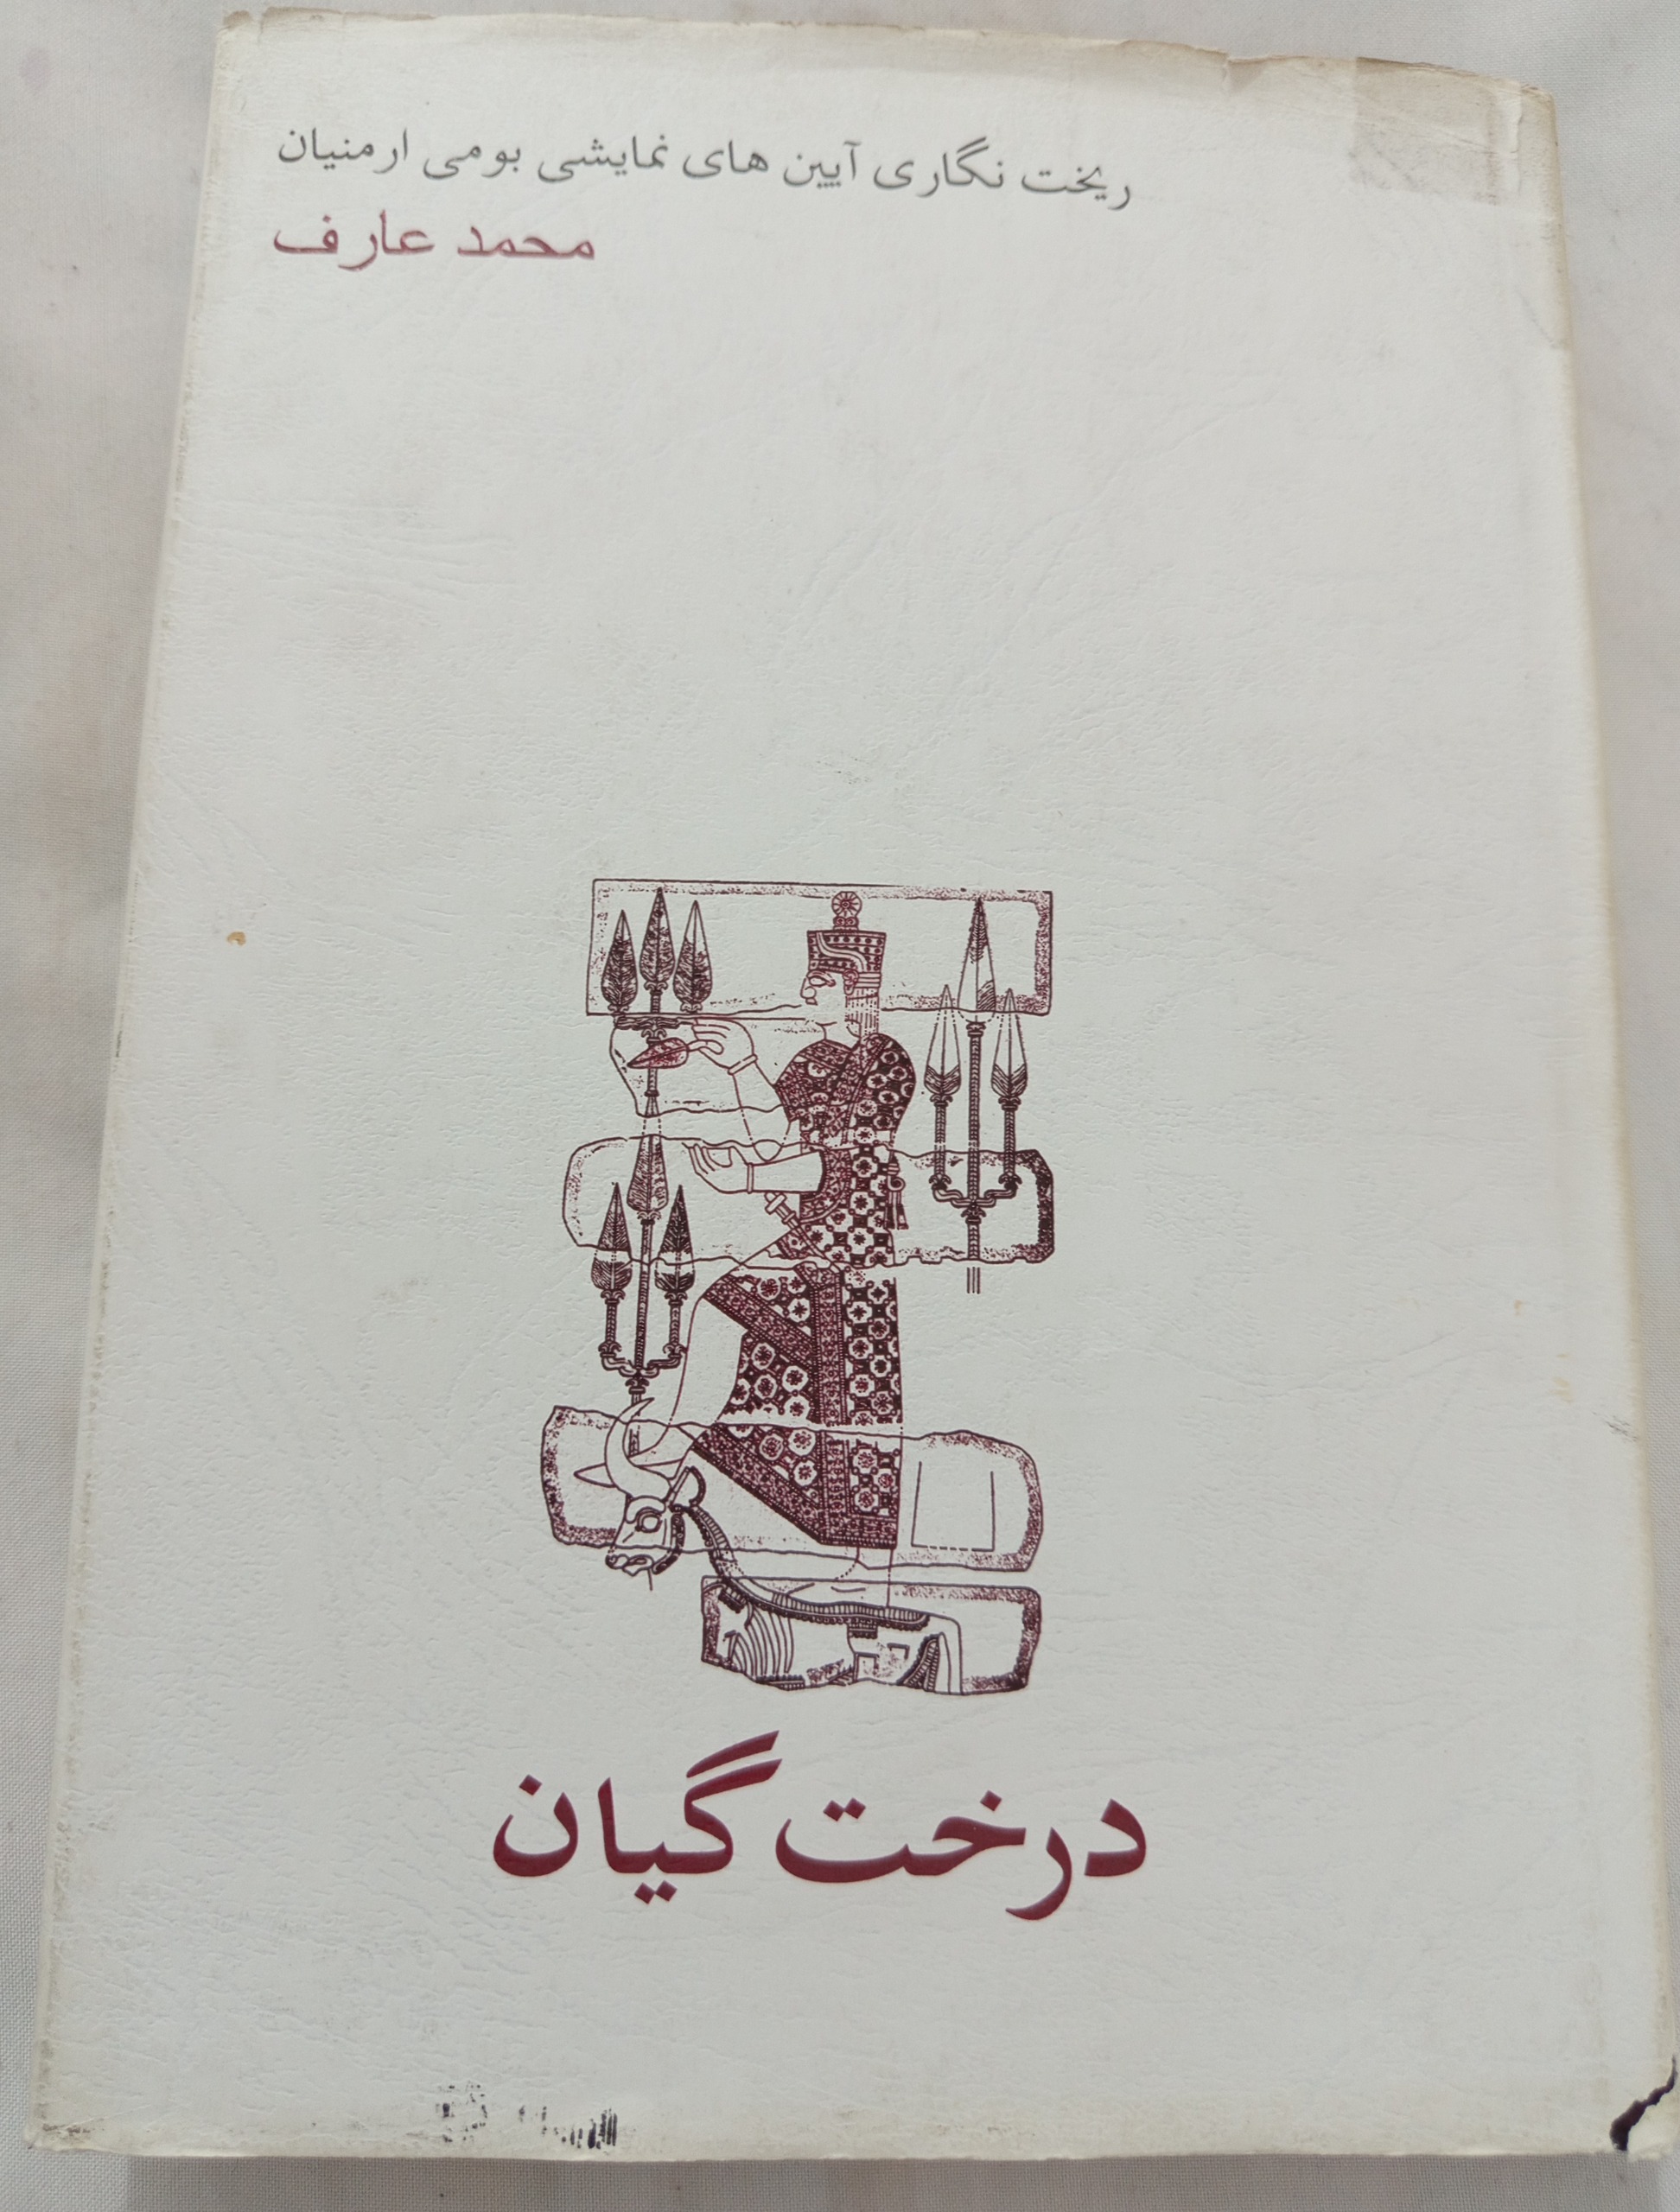 ریخت نگاری آیین های نمایشی بومی ارمنیان
محمد عارف
درخت گیان